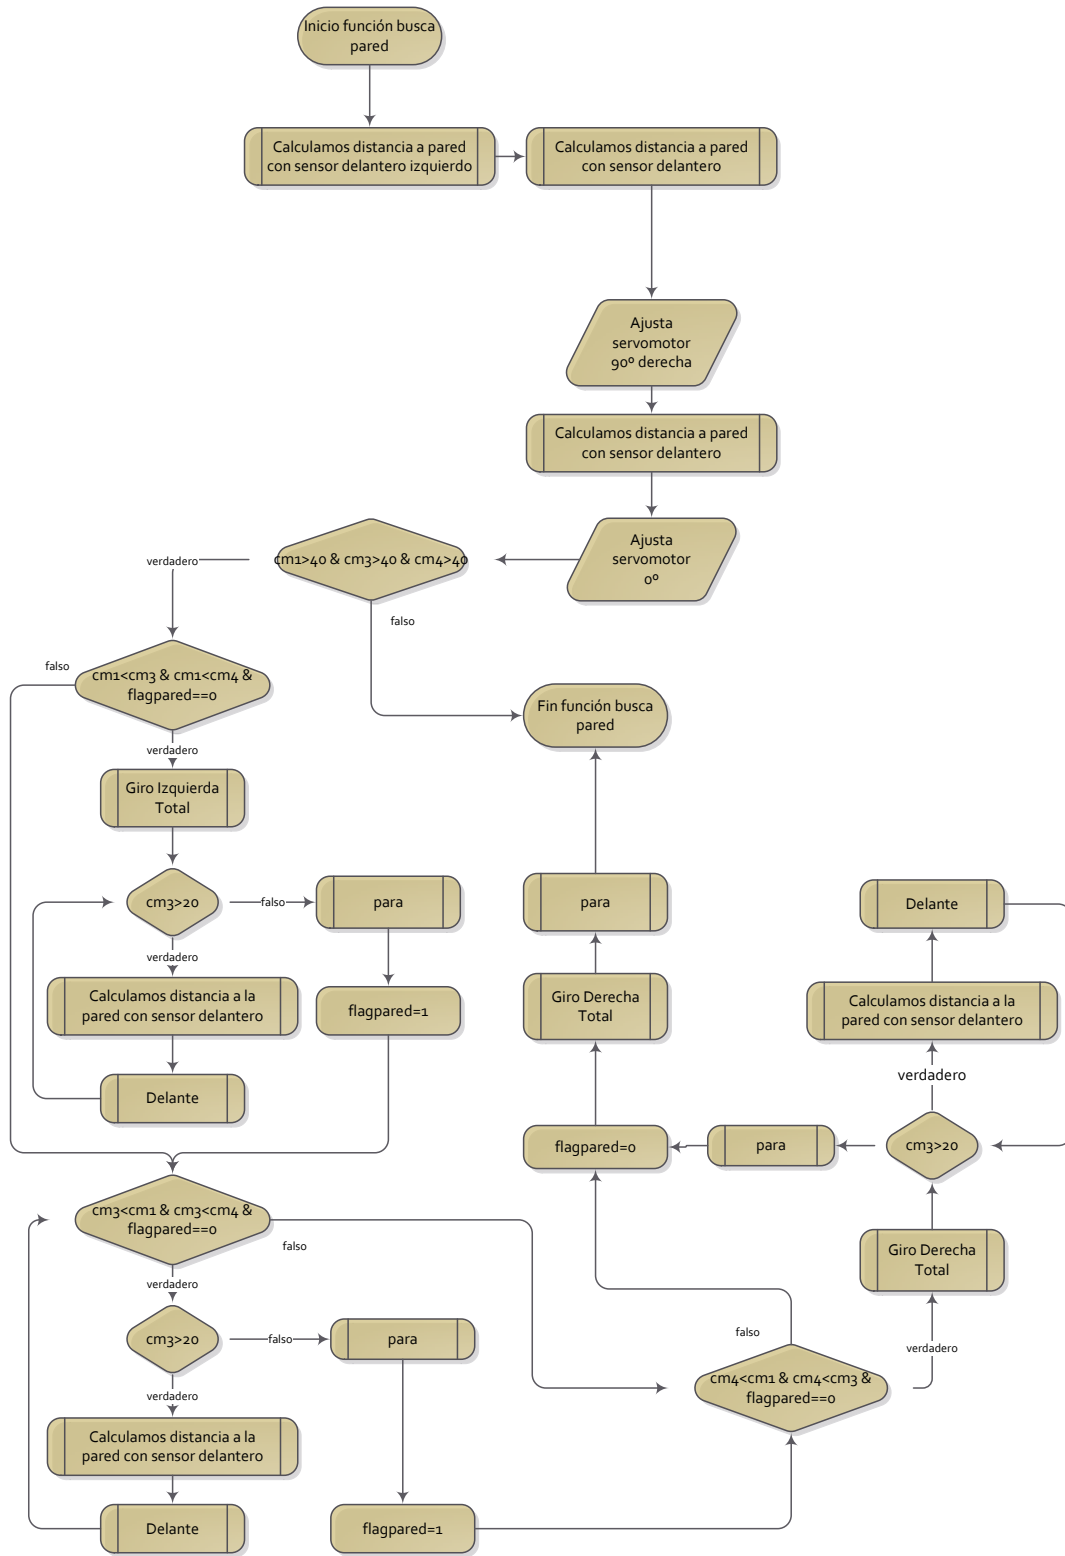 Inicio función busca
pared
Calculamos distancia a pared
con sensor delantero izquierdo
Calculamos distancia a pared
con sensor delantero
Ajusta
servomotor
90º derecha
Calculamos distancia a pared
con sensor delantero
Ajusta
servomotor
0º
cm1>40 & cm3>40 & cm4>40
verdadero
falso
falso
cm1<cm3 & cm1<cm4 &
flagpared==0
Fin función busca
pared
verdadero
Giro Izquierda
Total
cm3>20
falso
para
verdadero
Calculamos distancia a la
pared con sensor delantero
flagpared=1
Delante
para
Giro Derecha
Total
flagpared=0
Delante
Calculamos distancia a la
pared con sensor delantero
verdadero
para
cm3>20
Giro Derecha
Total
cm3<cm1 & cm3<cm4 &
flagpared==0
falso
verdadero
cm3>20
falso
para
verdadero
Calculamos distancia a la
pared con sensor delantero
Delante
flagpared=1
falso
verdadero
cm4<cm1 & cm4<cm3 &
flagpared==0